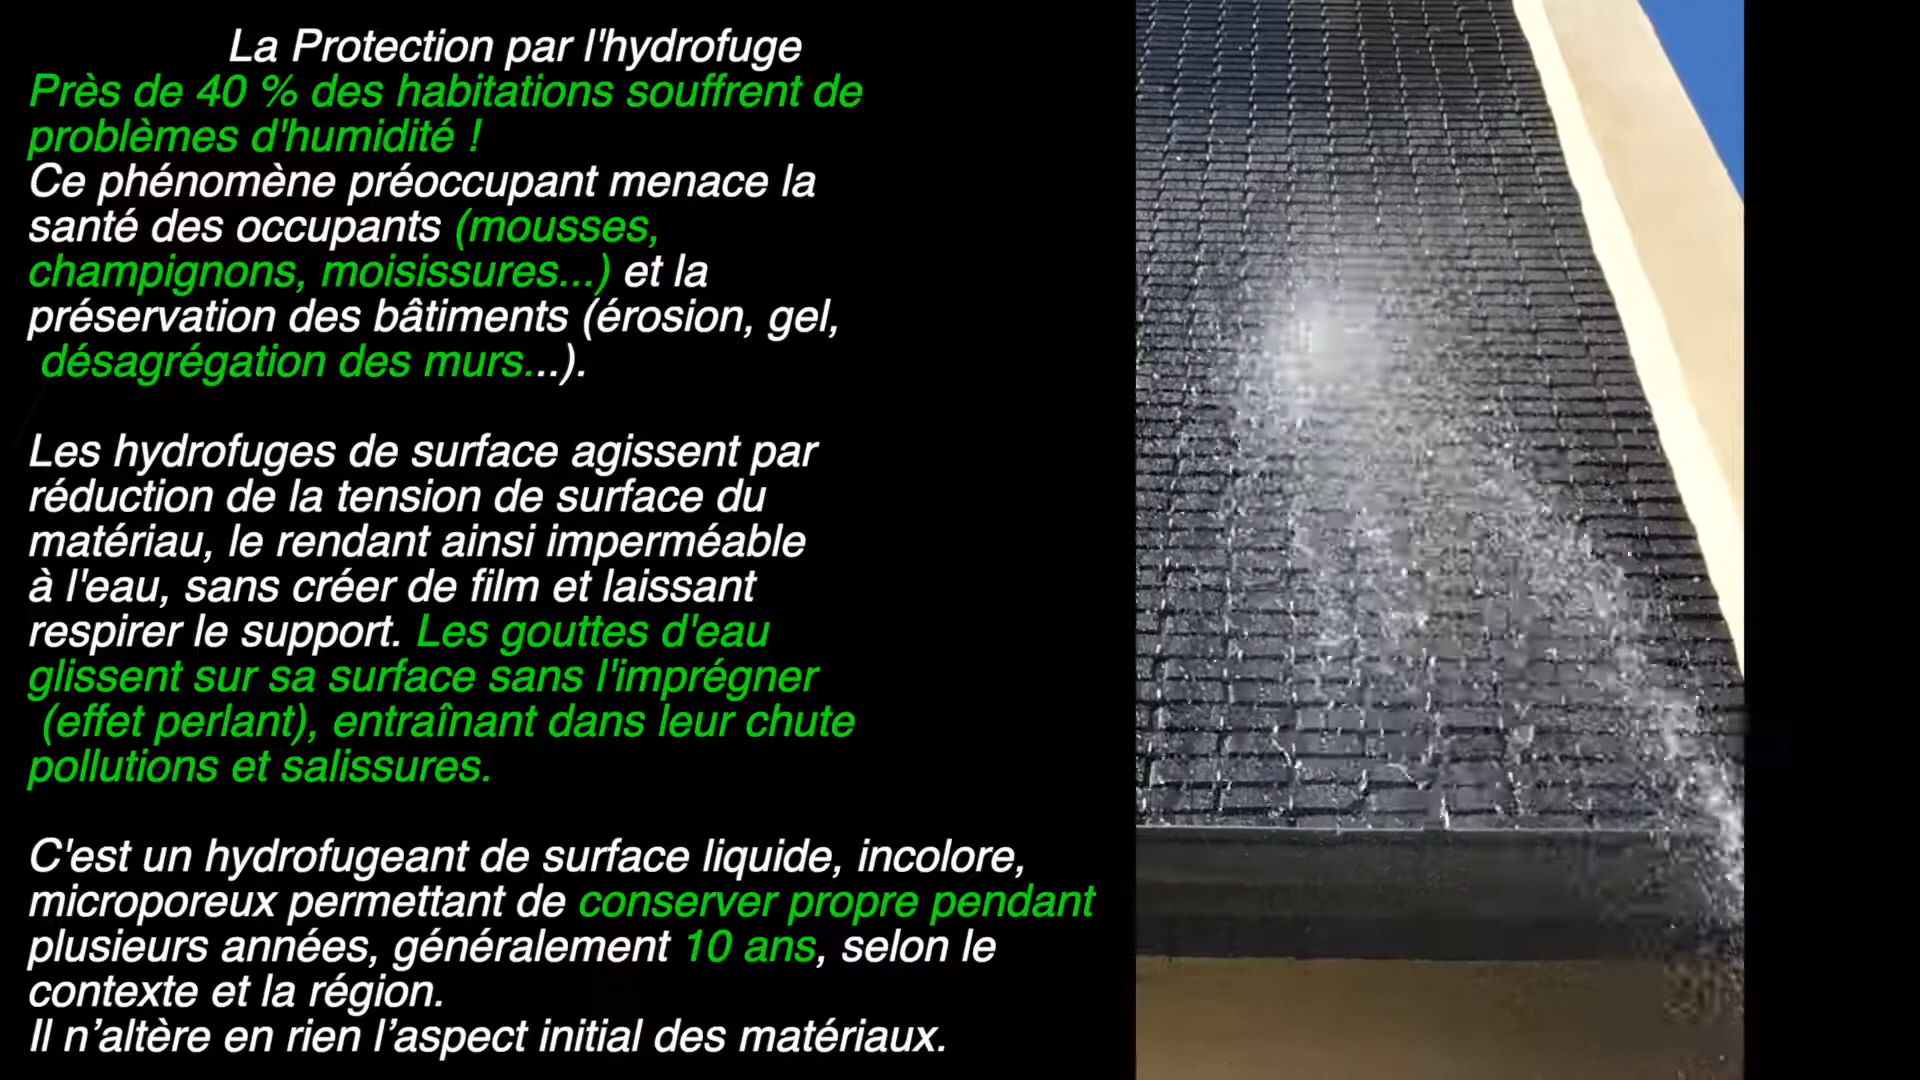 La Protection par l'hydrofuge
Près de 40 % des habitations souffrent de
problèmes d'humidité !
Ce phénomène préoccupant menace la
santé des occupants (mousses,
champignons, moisissures...) et la
préservation des bâtiments (érosion, gel,
désagrégation des murs...).
Les hydrofuges de surface agissent par
réduction de la tension de surface du
matériau, le rendant ainsi imperméable
à l'eau, sans créer de film et laissant
respirer le support. Les gouttes d'eau
glissent sur sa surface sans l'imprégner
(effet perlant), entraînant dans leur chute
pollutions et salissures.
C'est un hydrofugeant de surface liquide, incolore,
microporeux permettant de conserver propre pendant
plusieurs années, généralement 10 ans, selon le
contexte et la région.
Il n’altère en rien l’aspect initial des matériaux.